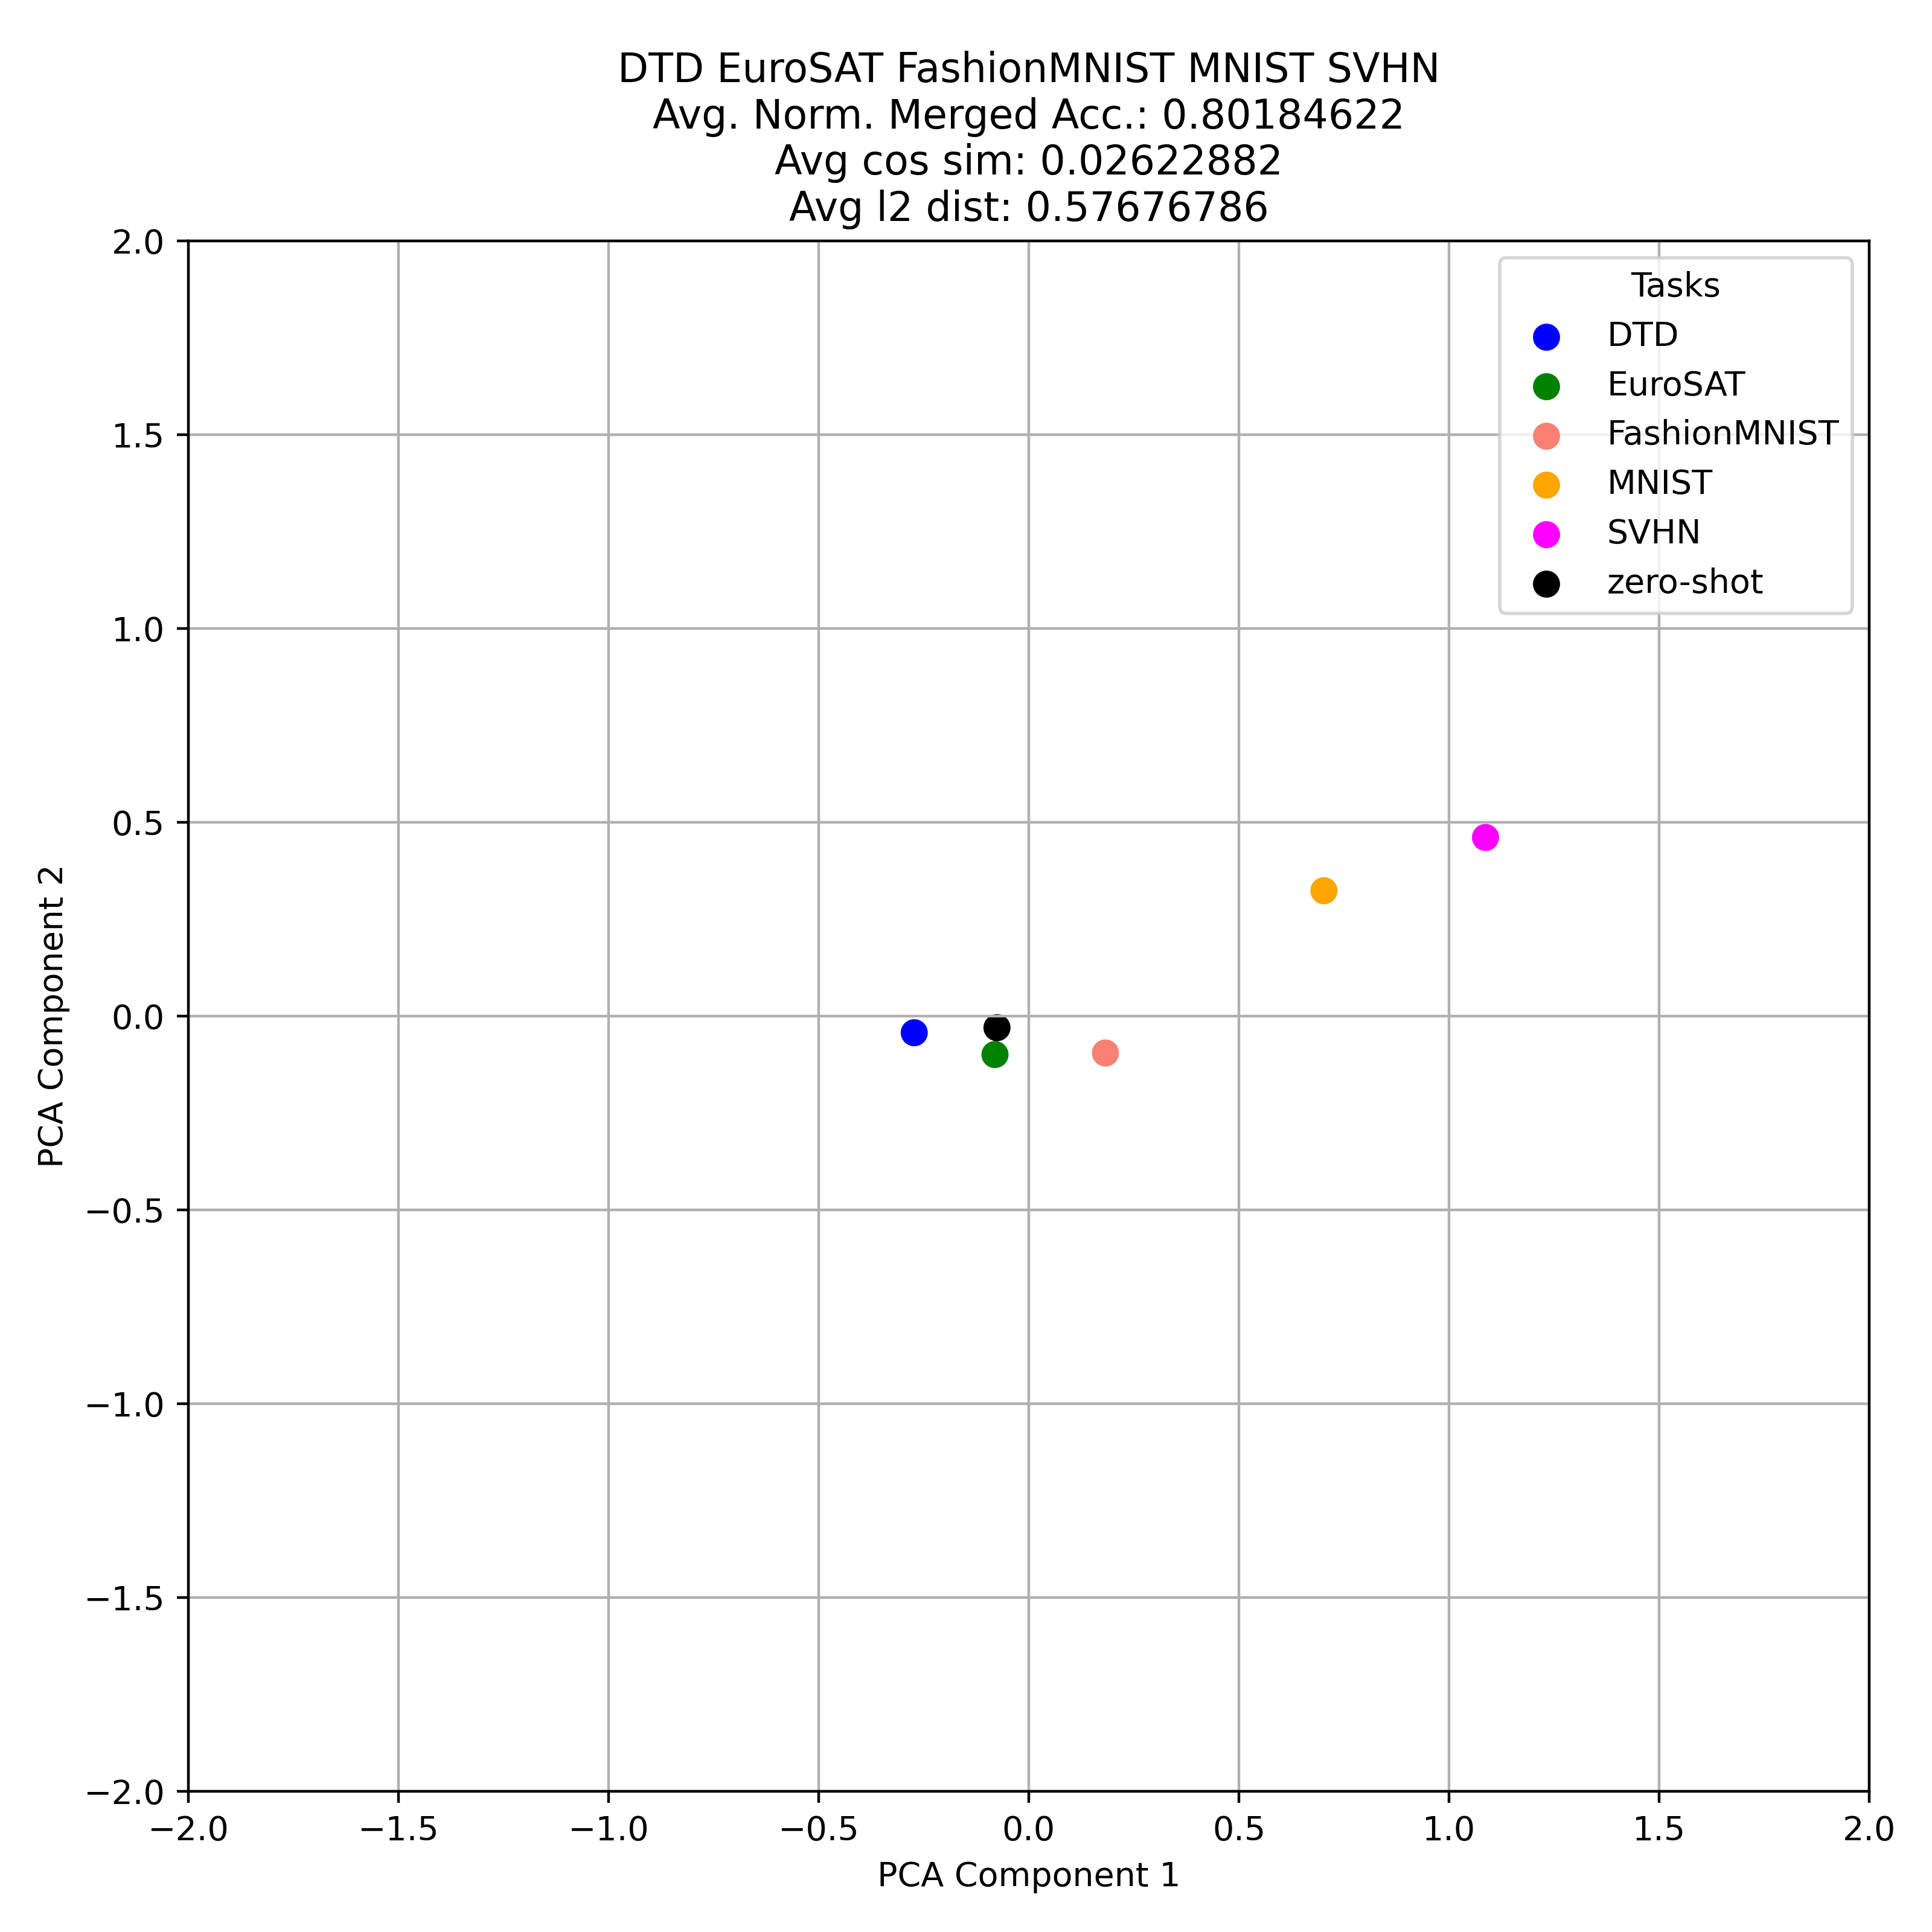 DTD EuroSAT FashionMNIST MNIST SVHN
Avg. Norm. Merged Acc.: 0.80184622
Avg cos sim: 0.02622882
Avg l2 dist: 0.57676786
Tasks
DTD
EuroSAT
FashionMNIST
MNIST
SVHN
zero-shot
2.0
1.5
1.0
0.5
0.0
−0.5
−1.0
−1.5
−2.0
PCA Component 2
−2.0 −1.5 −1.0 −0.5 0.0 0.5 1.0 1.5 2.0
PCA Component 1